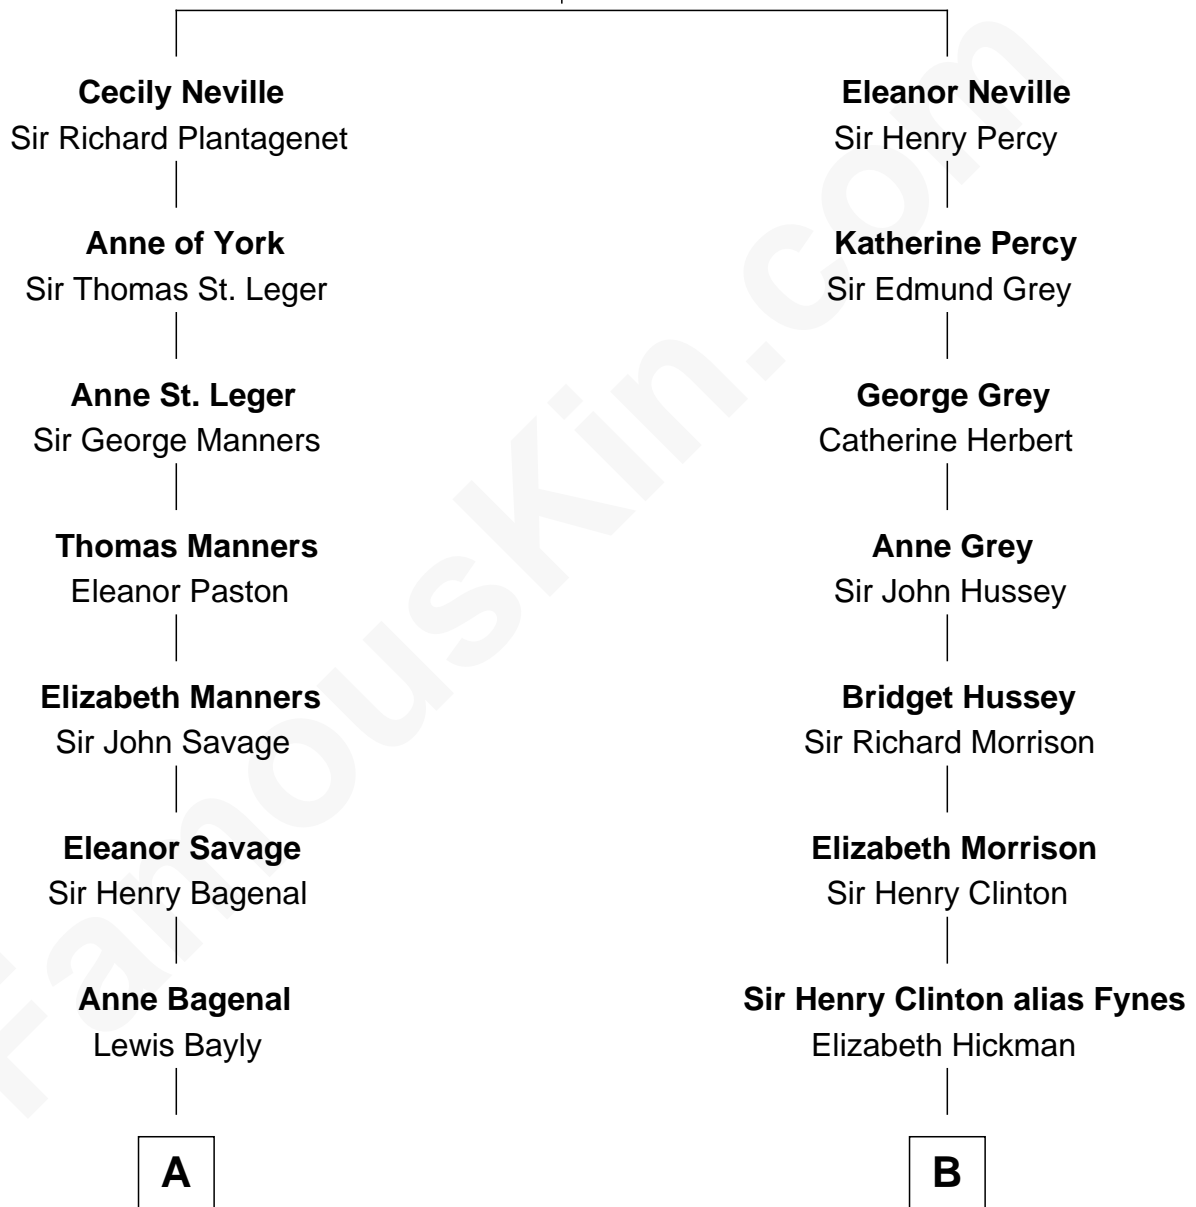 Cecily Neville
Sir Richard Plantagenet
Anne of York
Sir Thomas St. Leger
Anne St. Leger
Sir George Manners
Thomas Manners
Eleanor Paston
Elizabeth Manners
Sir John Savage
Eleanor Savage
Sir Henry Bagenal
Anne Bagenal
Lewis Bayly
A
Eleanor Neville
Sir Henry Percy
Katherine Percy
Sir Edmund Grey
George Grey
Catherine Herbert
Anne Grey
Sir John Hussey
Bridget Hussey
Sir Richard Morrison
Elizabeth Morrison
Sir Henry Clinton
Sir Henry Clinton alias Fynes
Elizabeth Hickman
B
FamousKin.com